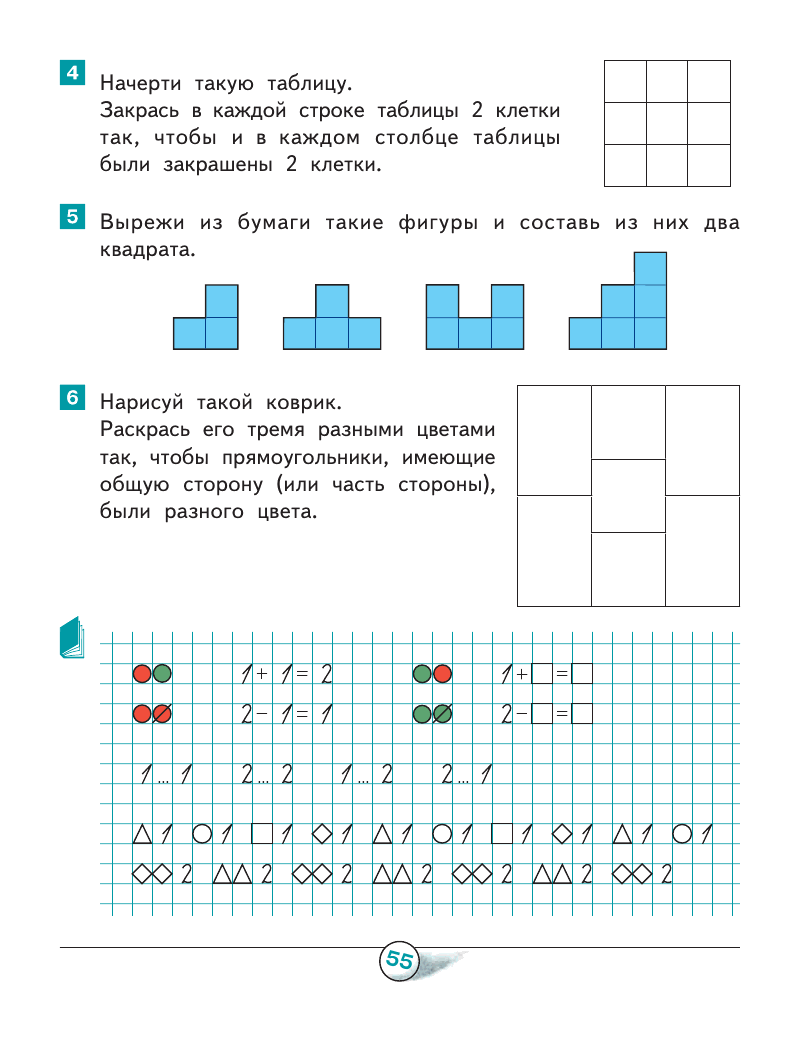 4
Начерти такую таблицу.
Закрась в каждой строке таблицы 2 клетки
так, чтобы и в каждом столбце таблицы
были закрашены 2 клетки.
5
Вырежи из бумаги такие фигуры и составь из них два
квадрата.
6
Нарисуй такой коврик.
Раскрась его тремя разными цветами
так, чтобы прямоугольники, имеющие
общую сторону (или часть стороны),
были разного цвета.
1 + 1 = 2 1 + □ = □
2 − 1 = 1 2 − □ = □
1 ... 1 2 ... 2 1 ... 2 2 ... 1
1 1 1 1 1 1 1 1 1 1
2 2 2 2 2 2 2
55